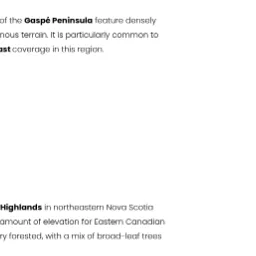 of the Gaspé Peninsula feature densely
nous terrain. It is particularly common to
ast coverage in this region.
Highlands in northeastern Nova Scotia
amount of elevation for Eastern Canadian
ry forested, with a mix of broad-leaf trees